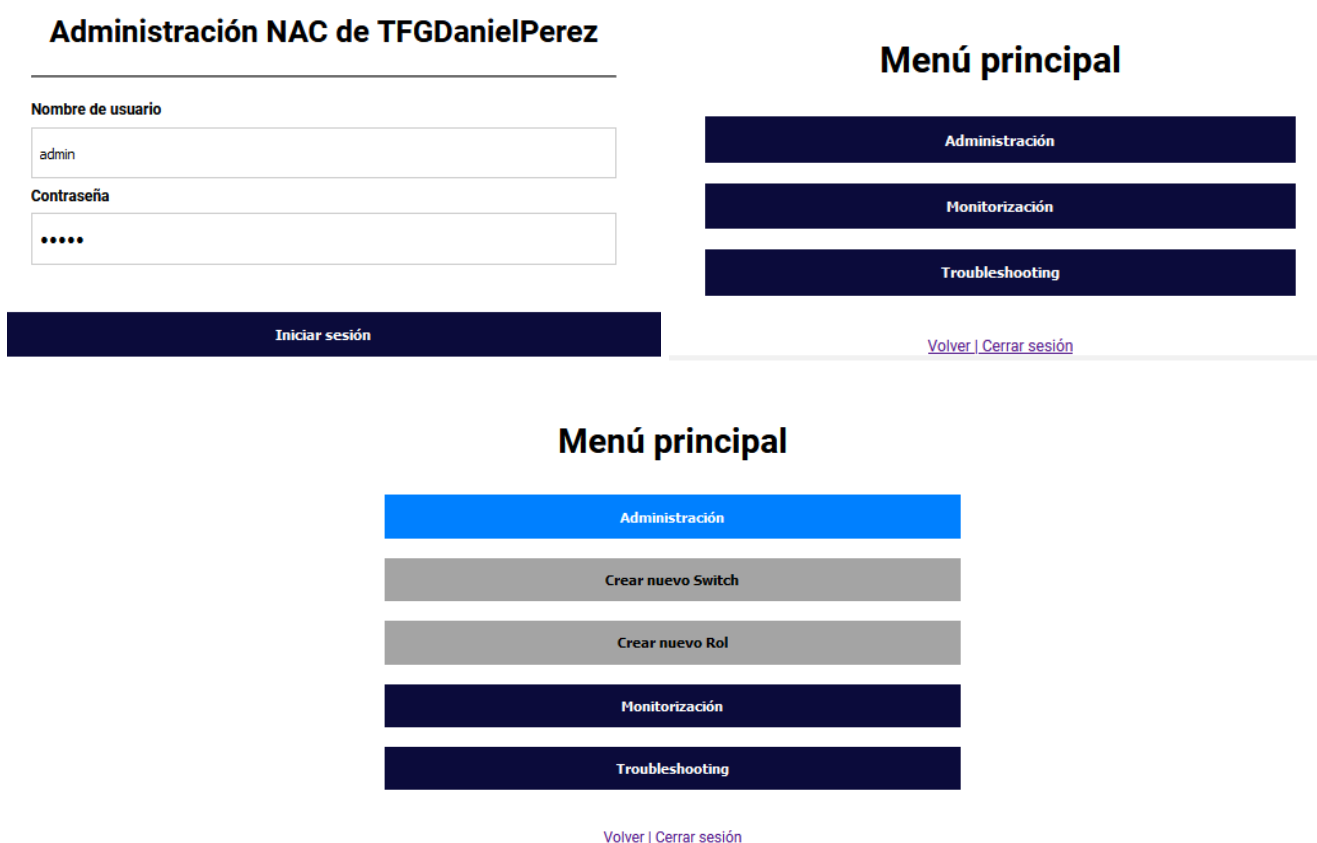 Administración NAC de TFGDanielPerez
Nombre de usuario
admin
Contraseña
•••••
Iniciar sesión
Menú principal
Administración
Monitorización
Troubleshooting
Volver | Cerrar sesión
Menú principal
Administración
Crear nuevo Switch
Crear nuevo Rol
Monitorización
Troubleshooting
Volver | Cerrar sesión